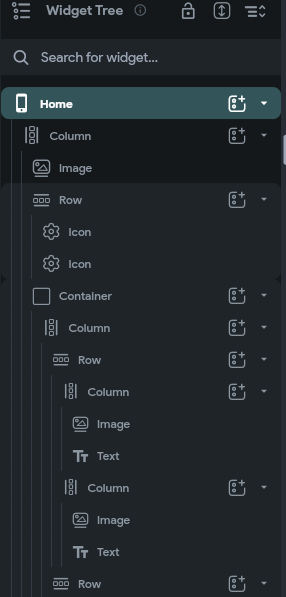 Widget Tree
Search for widget...
Home
Column
Image
Row
Icon
Icon
Container
Column
Row
Column
Image
Text
Column
Image
Text
Row